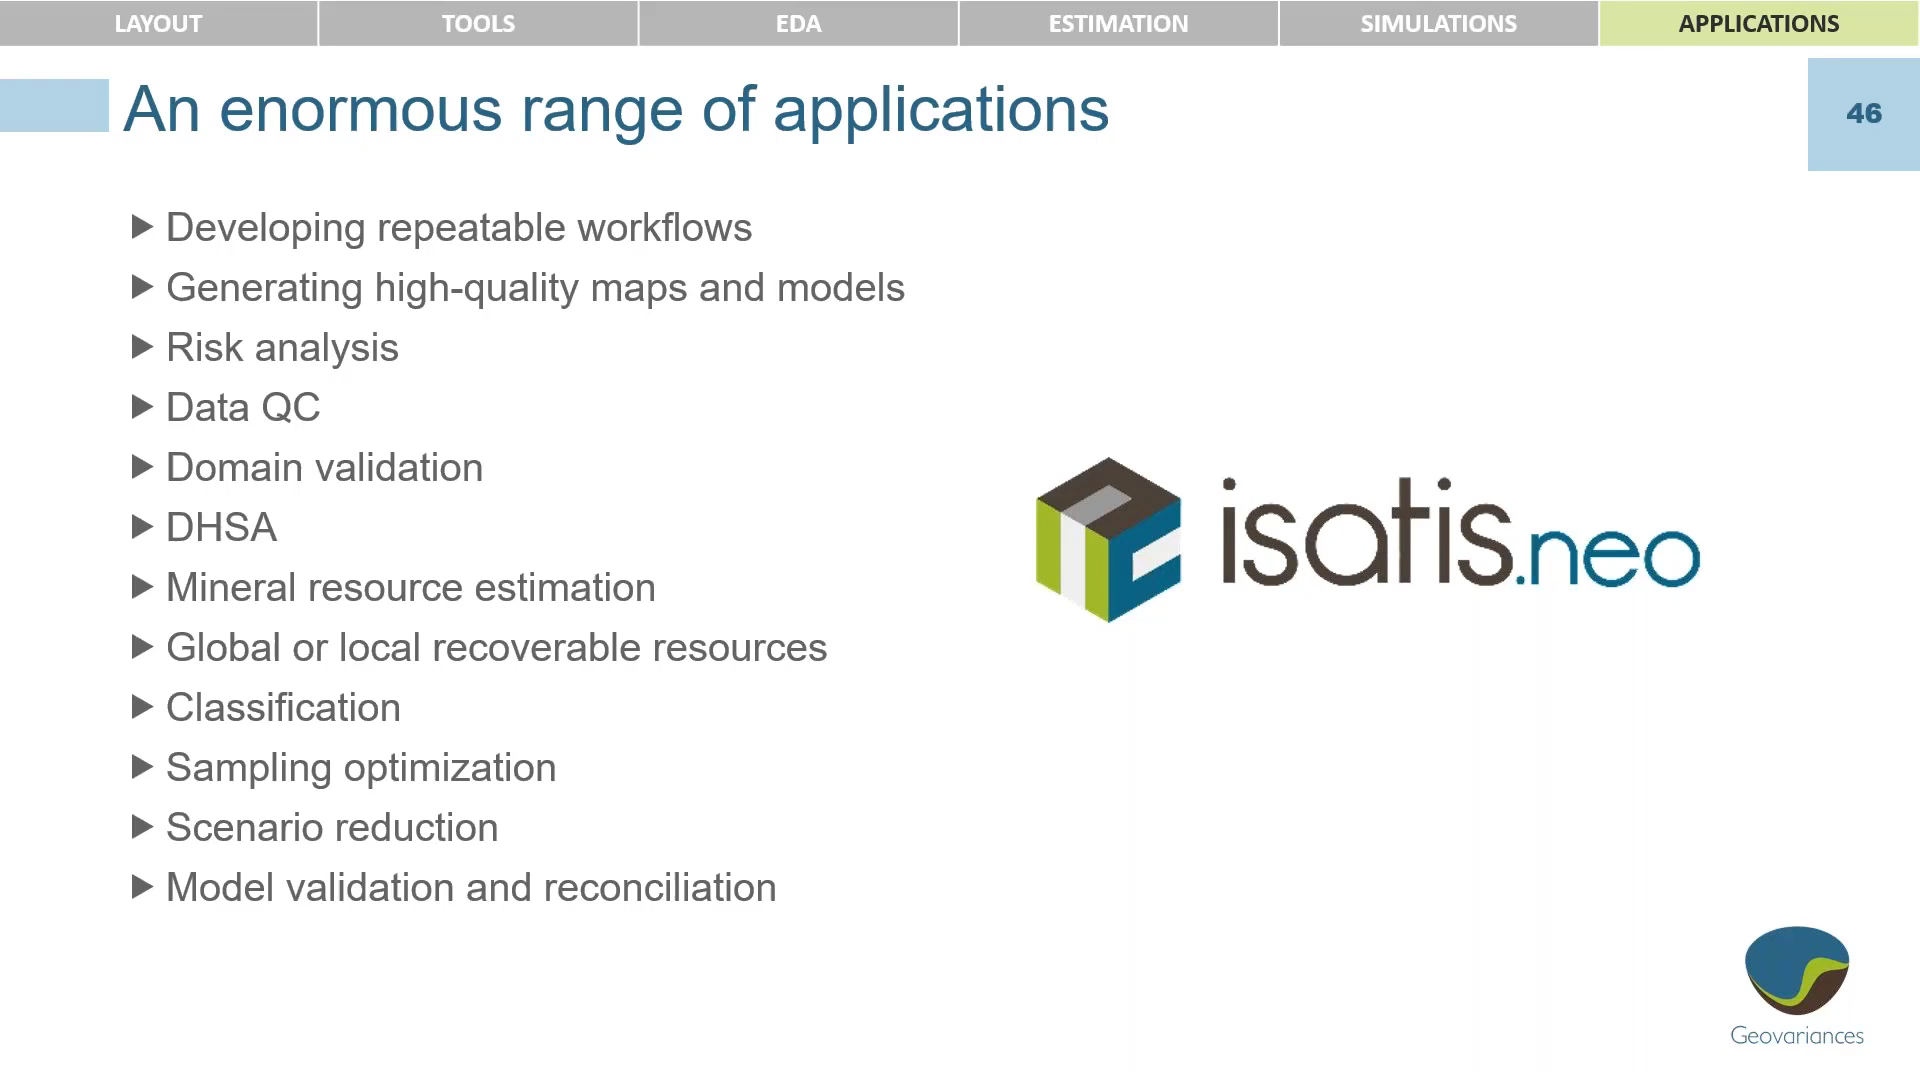 LAYOUT TOOLS EDA ESTIMATION SIMULATIONS APPLICATIONS
An enormous range of applications
46
Developing repeatable workflows
Generating high-quality maps and models
Risk analysis
Data QC
Domain validation
DHSA
Mineral resource estimation
Global or local recoverable resources
Classification
Sampling optimization
Scenario reduction
Model validation and reconciliation
isatis.neo
Geovariances